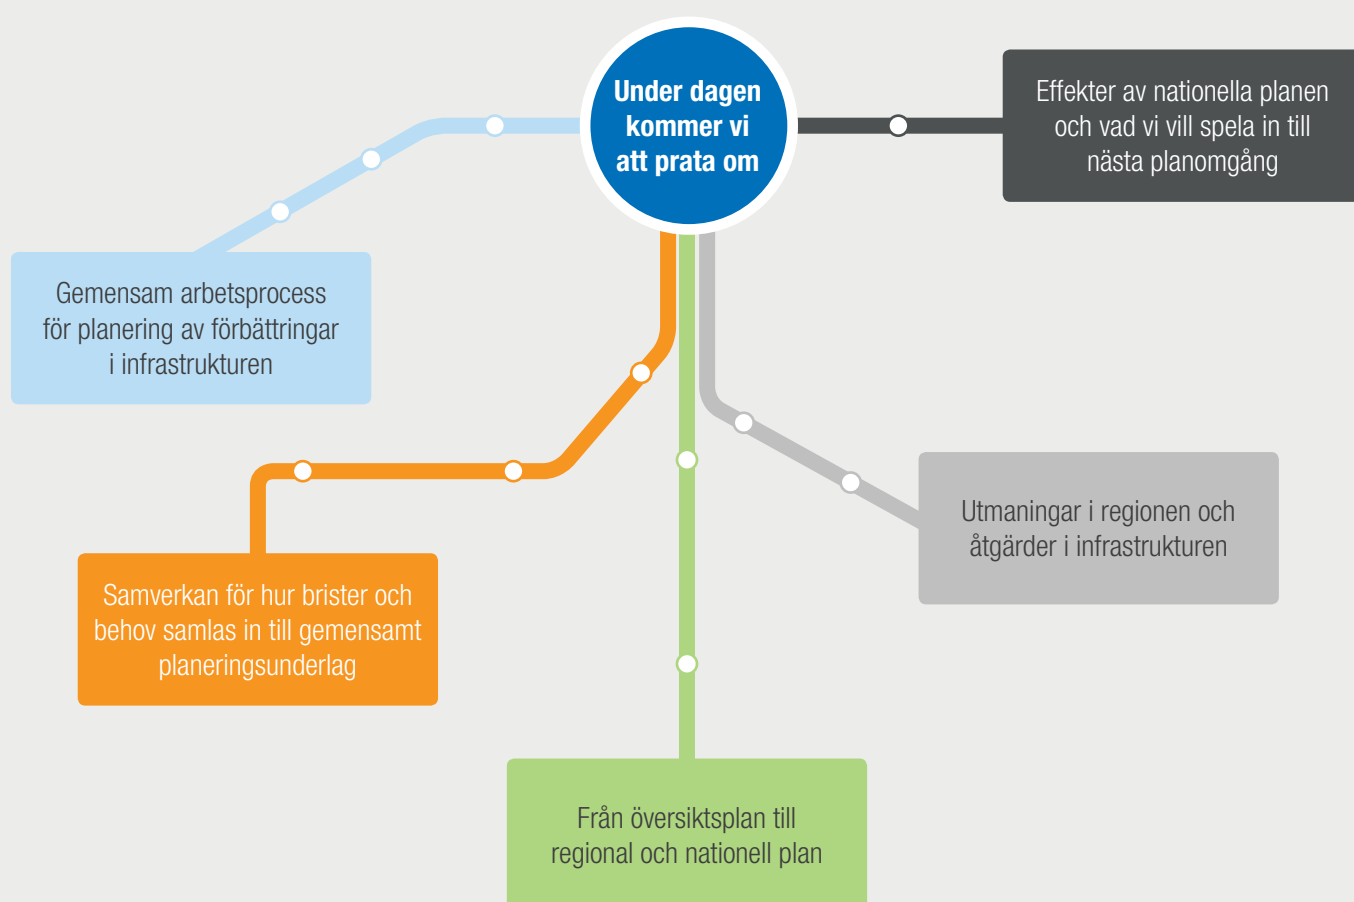 Under dagen
kommer vi
att prata om
Effekter av nationella planen
och vad vi vill spela in till
nästa planomgång
Gemensam arbetsprocess
för planering av förbättringar
i infrastrukturen
Utmaningar i regionen och
åtgärder i infrastrukturen
Samverkan för hur brister och
behov samlas in till gemensamt
planeringsunderlag
Från översiktsplan till
regional och nationell plan